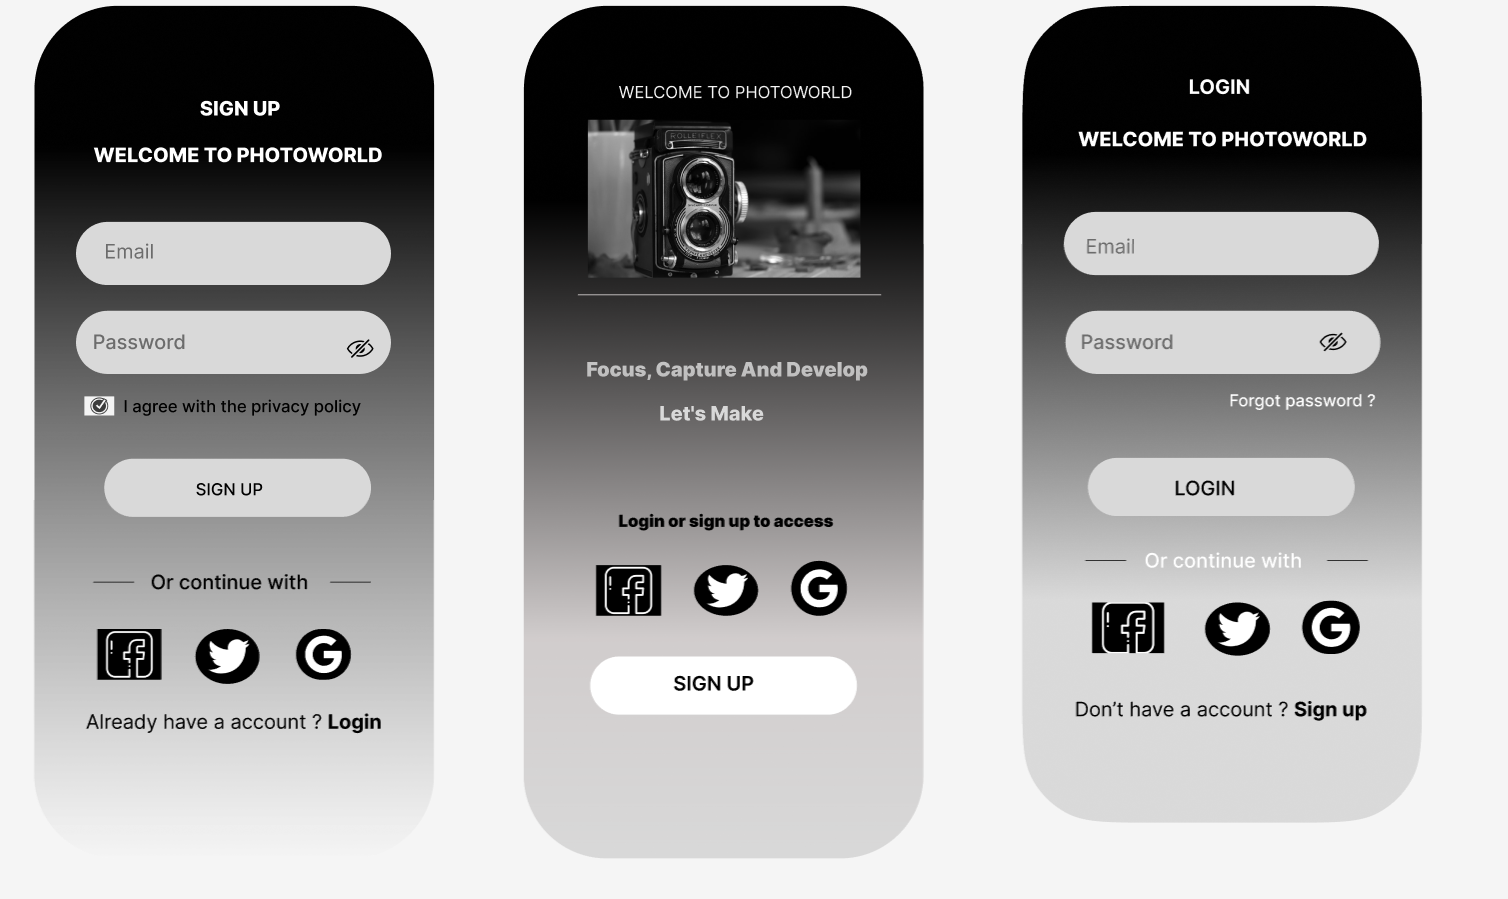 SIGN UP
WELCOME TO PHOTOWORLD
Email
Password
I agree with the privacy policy
SIGN UP
Or continue with
Already have a account ? Login
WELCOME TO PHOTOWORLD
ROLLEIFLEX
Focus, Capture And Develop
Let's Make
Login or sign up to access
SIGN UP
LOGIN
WELCOME TO PHOTOWORLD
Email
Password
Forgot password ?
LOGIN
Or continue with
Don’t have a account ? Sign up